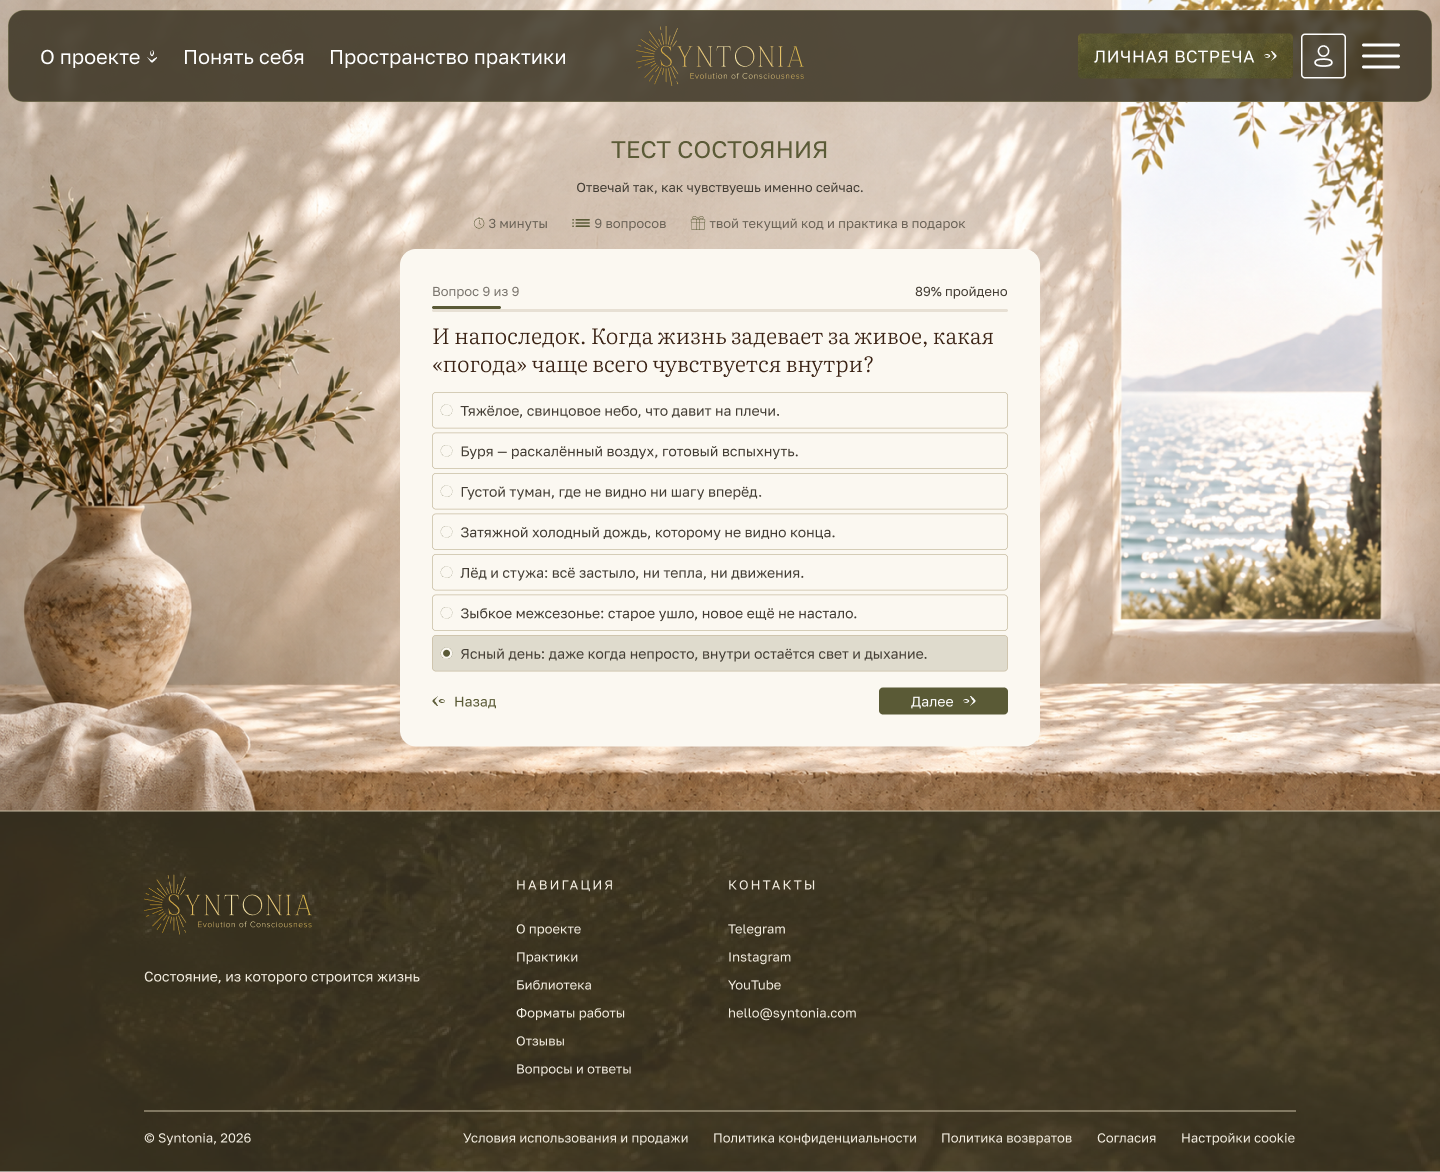 О проекте
Понять себя
Пространство практики
SYNTONIA
Evolution of Consciousness
ЛИЧНАЯ ВСТРЕЧА
ТЕСТ СОСТОЯНИЯ
Отвечай так, как чувствуешь именно сейчас.
3 минуты
9 вопросов
твой текущий код и практика в подарок
Вопрос 9 из 9
89% пройдено
И напоследок. Когда жизнь задевает за живое, какая
«погода» чаще всего чувствуется внутри?
Тяжёлое, свинцовое небо, что давит на плечи.
Буря — раскалённый воздух, готовый вспыхнуть.
Густой туман, где не видно ни шагу вперёд.
Затяжной холодный дождь, которому не видно конца.
Лёд и стужа: всё застыло, ни тепла, ни движения.
Зыбкое межсезонье: старое ушло, новое ещё не настало.
Ясный день: даже когда непросто, внутри остаётся свет и дыхание.
Назад
Далее
SYNTONIA
Evolution of Consciousness
Состояние, из которого строится жизнь
НАВИГАЦИЯ
О проекте
Практики
Библиотека
Форматы работы
Отзывы
Вопросы и ответы
КОНТАКТЫ
Telegram
Instagram
YouTube
hello@syntonia.com
© Syntonia, 2026
Условия использования и продажи
Политика конфиденциальности
Политика возвратов
Согласия
Настройки cookie